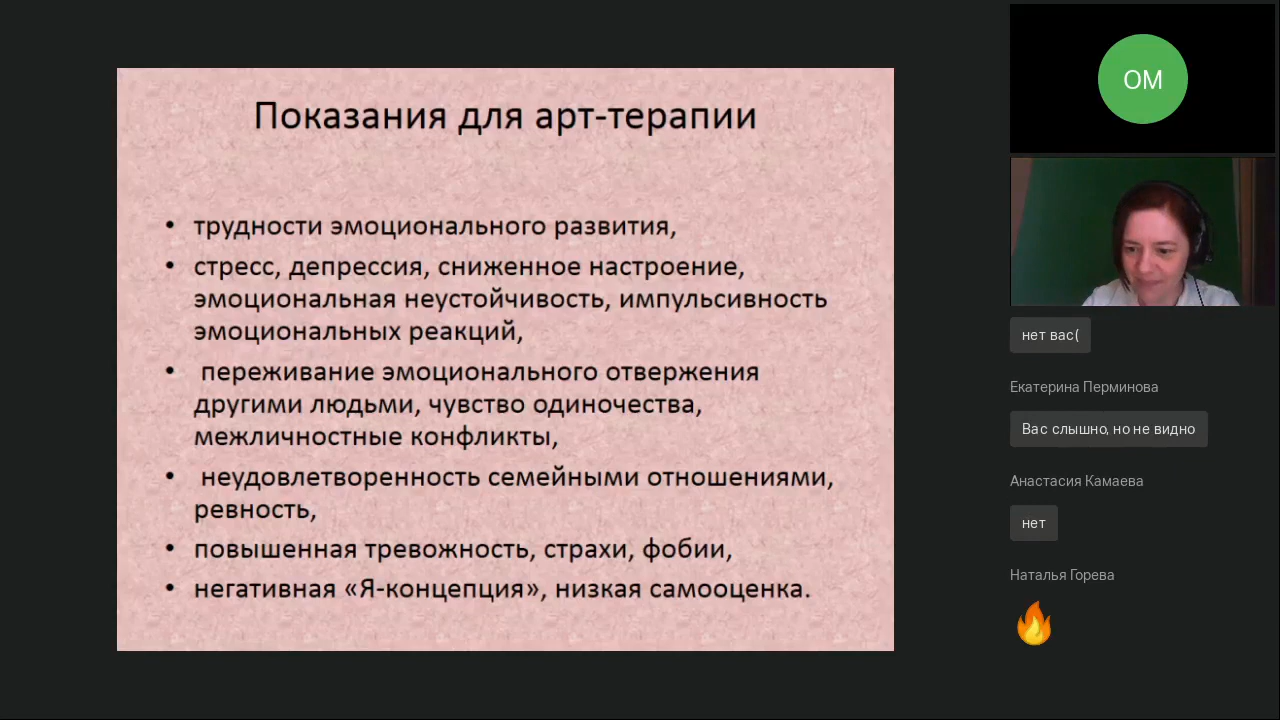 Показания для арт-терапии
• трудности эмоционального развития,
• стресс, депрессия, сниженное настроение,
эмоциональная неустойчивость, импульсивность
эмоциональных реакций,
• переживание эмоционального отвержения
другими людьми, чувство одиночества,
межличностные конфликты,
• неудовлетворенность семейными отношениями,
ревность,
• повышенная тревожность, страхи, фобии,
• негативная «Я-концепция», низкая самооценка.
ОМ
нет вас(
Екатерина Перминова
Вас слышно, но не видно
Анастасия Камаева
нет
Наталья Горева